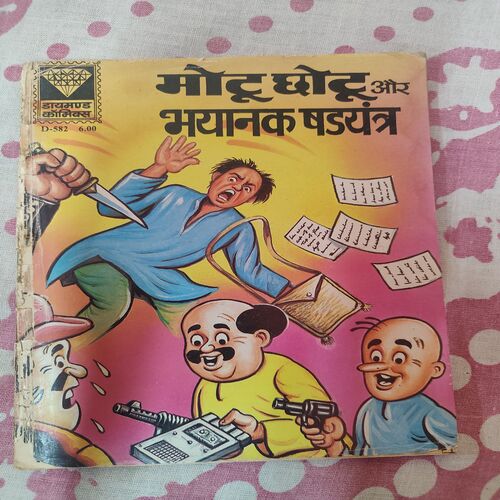 डायमण्ड
कॉमिक्स
D-582 6.00
मोटू छोटू और
भयानक षडयंत्र